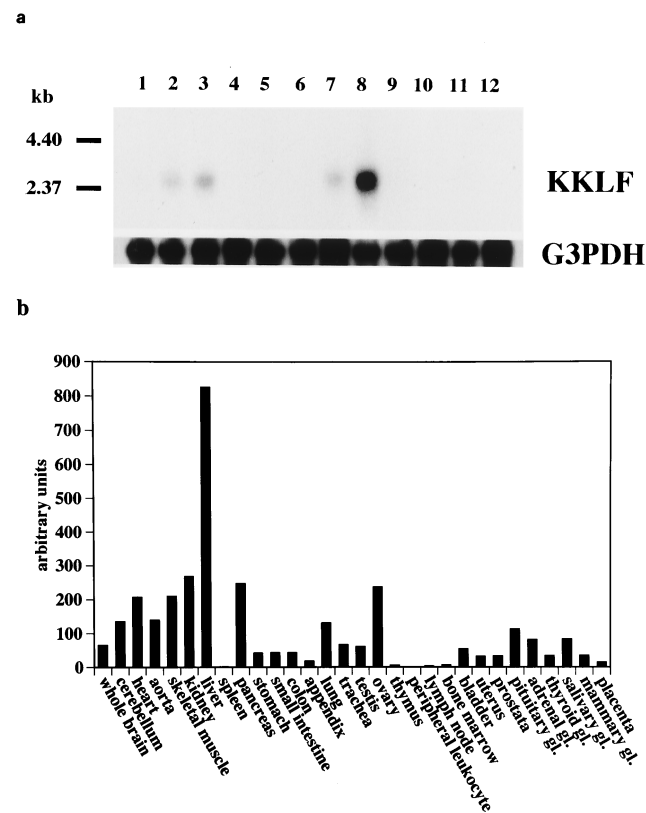 a
1 2 3 4 5 6 7 8 9 10 11 12
kb
4.40
2.37
KKLF
G3PDH
b
900
800
700
600
500
400
300
200
100
0
arbitrary units
whole brain
cerebellum
heart
aorta
skeletal muscle
kidney
liver
spleen
pancreas
stomach
small intestine
colon
appendix
lung
trachea
testis
ovary
thymus
peripheral leukocyte
lymph node
bone marrow
bladder
uterus
prostata
pituitary gl.
adrenal gl.
thyroid gl.
salivary gl.
mammary gl.
placenta